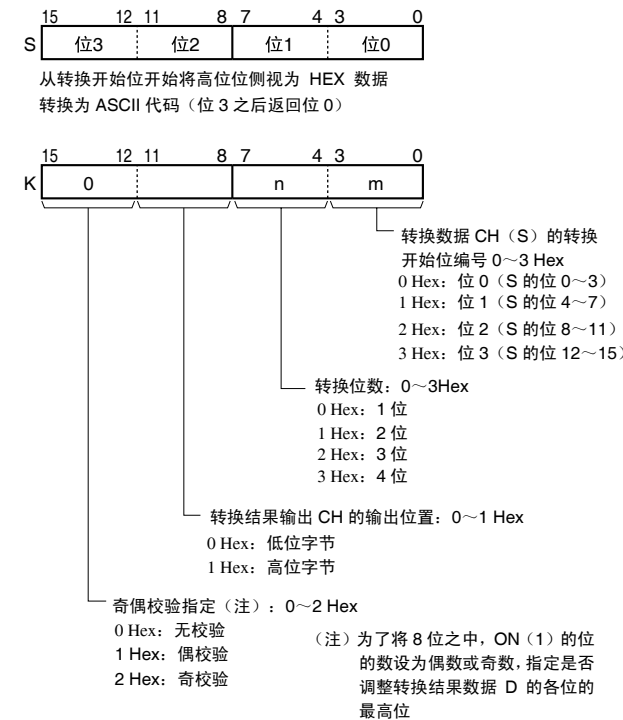 15 12 11 8 7 4 3 0
S 位3 位2 位1 位0
从转换开始位开始将高位位侧视为 HEX 数据
转换为 ASCII 代码（位 3 之后返回位 0）
15 12 11 8 7 4 3 0
K 0 n m
转换数据 CH（S）的转换
开始位编号 0～3 Hex
0 Hex：位 0（S 的位 0～3）
1 Hex：位 1（S 的位 4～7）
2 Hex：位 2（S 的位 8～11）
3 Hex：位 3（S 的位 12～15）
转换位数：0～3Hex
0 Hex：1 位
1 Hex：2 位
2 Hex：3 位
3 Hex：4 位
转换结果输出 CH 的输出位置：0～1 Hex
0 Hex：低位字节
1 Hex：高位字节
奇偶校验指定（注）：0～2 Hex
0 Hex：无校验
1 Hex：偶校验
2 Hex：奇校验
（注）为了将 8 位之中，ON（1）的位
的数设为偶数或奇数，指定是否
调整转换结果数据 D 的各位的
最高位